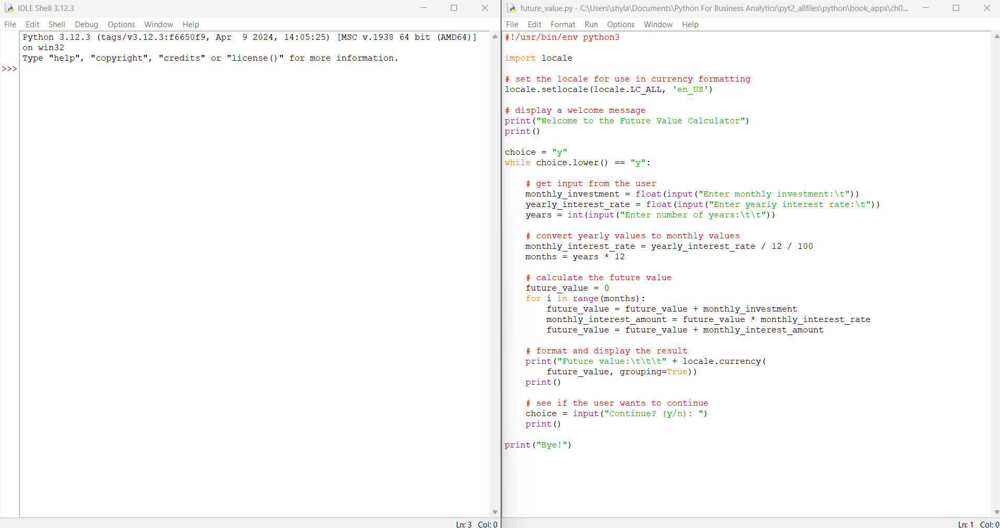 IDLE Shell 3.12.3
File Edit Shell Debug Options Window Help
Python 3.12.3 (tags/v3.12.3:f6650f9, Apr  9 2024, 14:05:25) [MSC v.1938 64 bit (AMD64)]
on win32
Type "help", "copyright", "credits" or "license()" for more information.
>>>
Ln: 3 Col: 0
future_value.py - C:\Users\shyla\Documents\Python For Business Analytics\pyt2_allfiles\python\book_apps\ch0...
File Edit Format Run Options Window Help
#!/usr/bin/env python3

import locale

# set the locale for use in currency formatting
locale.setlocale(locale.LC_ALL, 'en_US')

# display a welcome message
print("Welcome to the Future Value Calculator")
print()

choice = "y"
while choice.lower() == "y":

    # get input from the user
    monthly_investment = float(input("Enter monthly investment:\t"))
    yearly_interest_rate = float(input("Enter yearly interest rate:\t"))
    years = int(input("Enter number of years:\t\t"))

    # convert yearly values to monthly values
    monthly_interest_rate = yearly_interest_rate / 12 / 100
    months = years * 12

    # calculate the future value
    future_value = 0
    for i in range(months):
        future_value = future_value + monthly_investment
        monthly_interest_amount = future_value * monthly_interest_rate
        future_value = future_value + monthly_interest_amount

    # format and display the result
    print("Future value:\t\t\t" + locale.currency(
        future_value, grouping=True))
    print()

    # see if the user wants to continue
    choice = input("Continue? (y/n): ")
    print()

print("Bye!")
Ln: 1 Col: 0